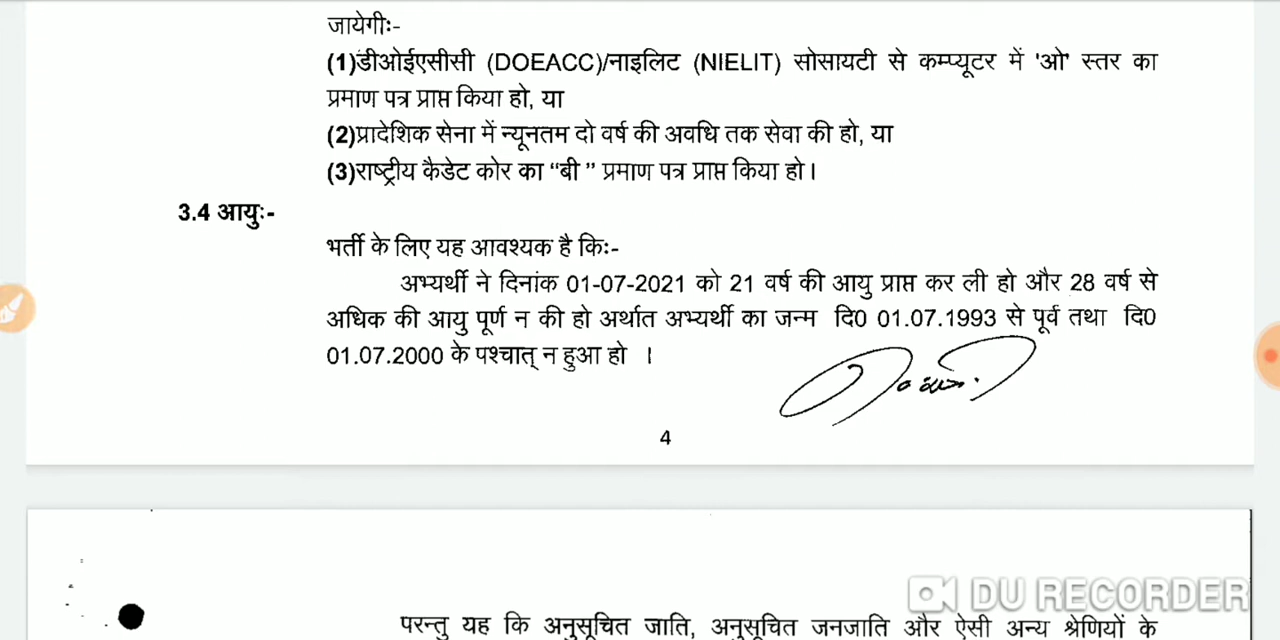 जायेगीः-
(1)डीओईएसीसी (DOEACC)/नाइलिट (NIELIT) सोसायटी से कम्प्यूटर में 'ओ' स्तर का
प्रमाण पत्र प्राप्त किया हो, या
(2)प्रादेशिक सेना में न्यूनतम दो वर्ष की अवधि तक सेवा की हो, या
(3)राष्ट्रीय कैडेट कोर का “बी ” प्रमाण पत्र प्राप्त किया हो।
3.4 आयुः-
भर्ती के लिए यह आवश्यक है किः-
अभ्यर्थी ने दिनांक 01-07-2021 को 21 वर्ष की आयु प्राप्त कर ली हो और 28 वर्ष से
अधिक की आयु पूर्ण न की हो अर्थात अभ्यर्थी का जन्म दि0 01.07.1993 से पूर्व तथा दि0
01.07.2000 के पश्चात् न हुआ हो ।
4
DU RECORDER
परन्तु यह कि अनुसूचित जाति, अनुसूचित जनजाति और ऐसी अन्य श्रेणियों के